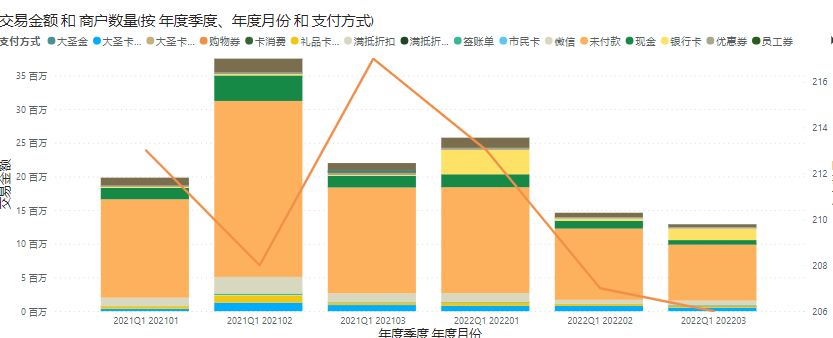 交易金额 和 商户数量(按 年度季度、年度月份 和 支付方式)
支付方式 大圣金 大圣卡... 大圣卡... 购物券 卡消费 礼品卡... 满抵折扣 满抵折... 签账单 市民卡 微信 未付款 现金 银行卡 优惠券 员工券
35 百万
30 百万
25 百万
20 百万
15 百万
10 百万
5 百万
0 百万
交易金额
216
214
212
210
208
206
2021Q1 202101 2021Q1 202102 2021Q1 202103 2022Q1 202201 2022Q1 202202 2022Q1 202203
年度季度 年度月份